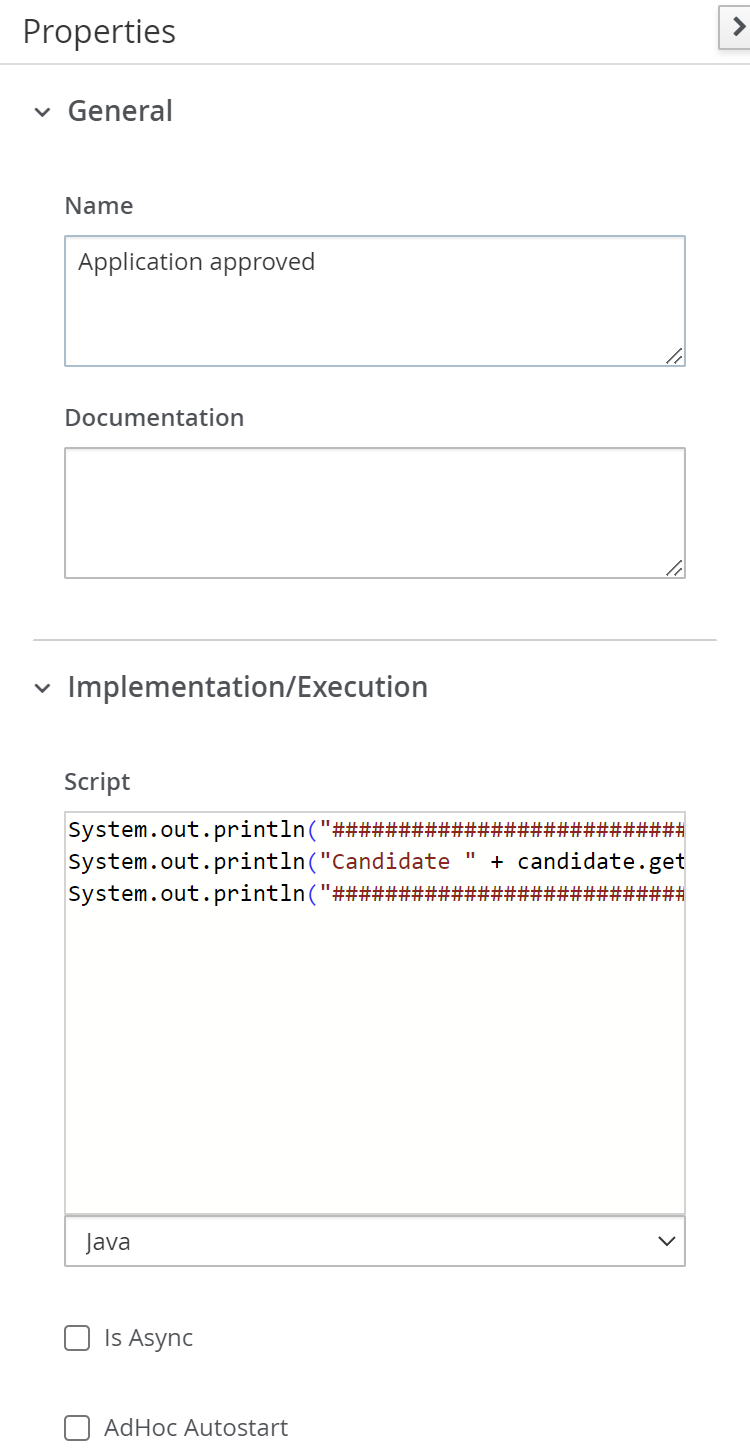 Properties
General
Name
Application approved
Documentation
Implementation/Execution
Script
System.out.println("###########################
System.out.println("Candidate " + candidate.get
System.out.println("###########################
Java
Is Async
AdHoc Autostart